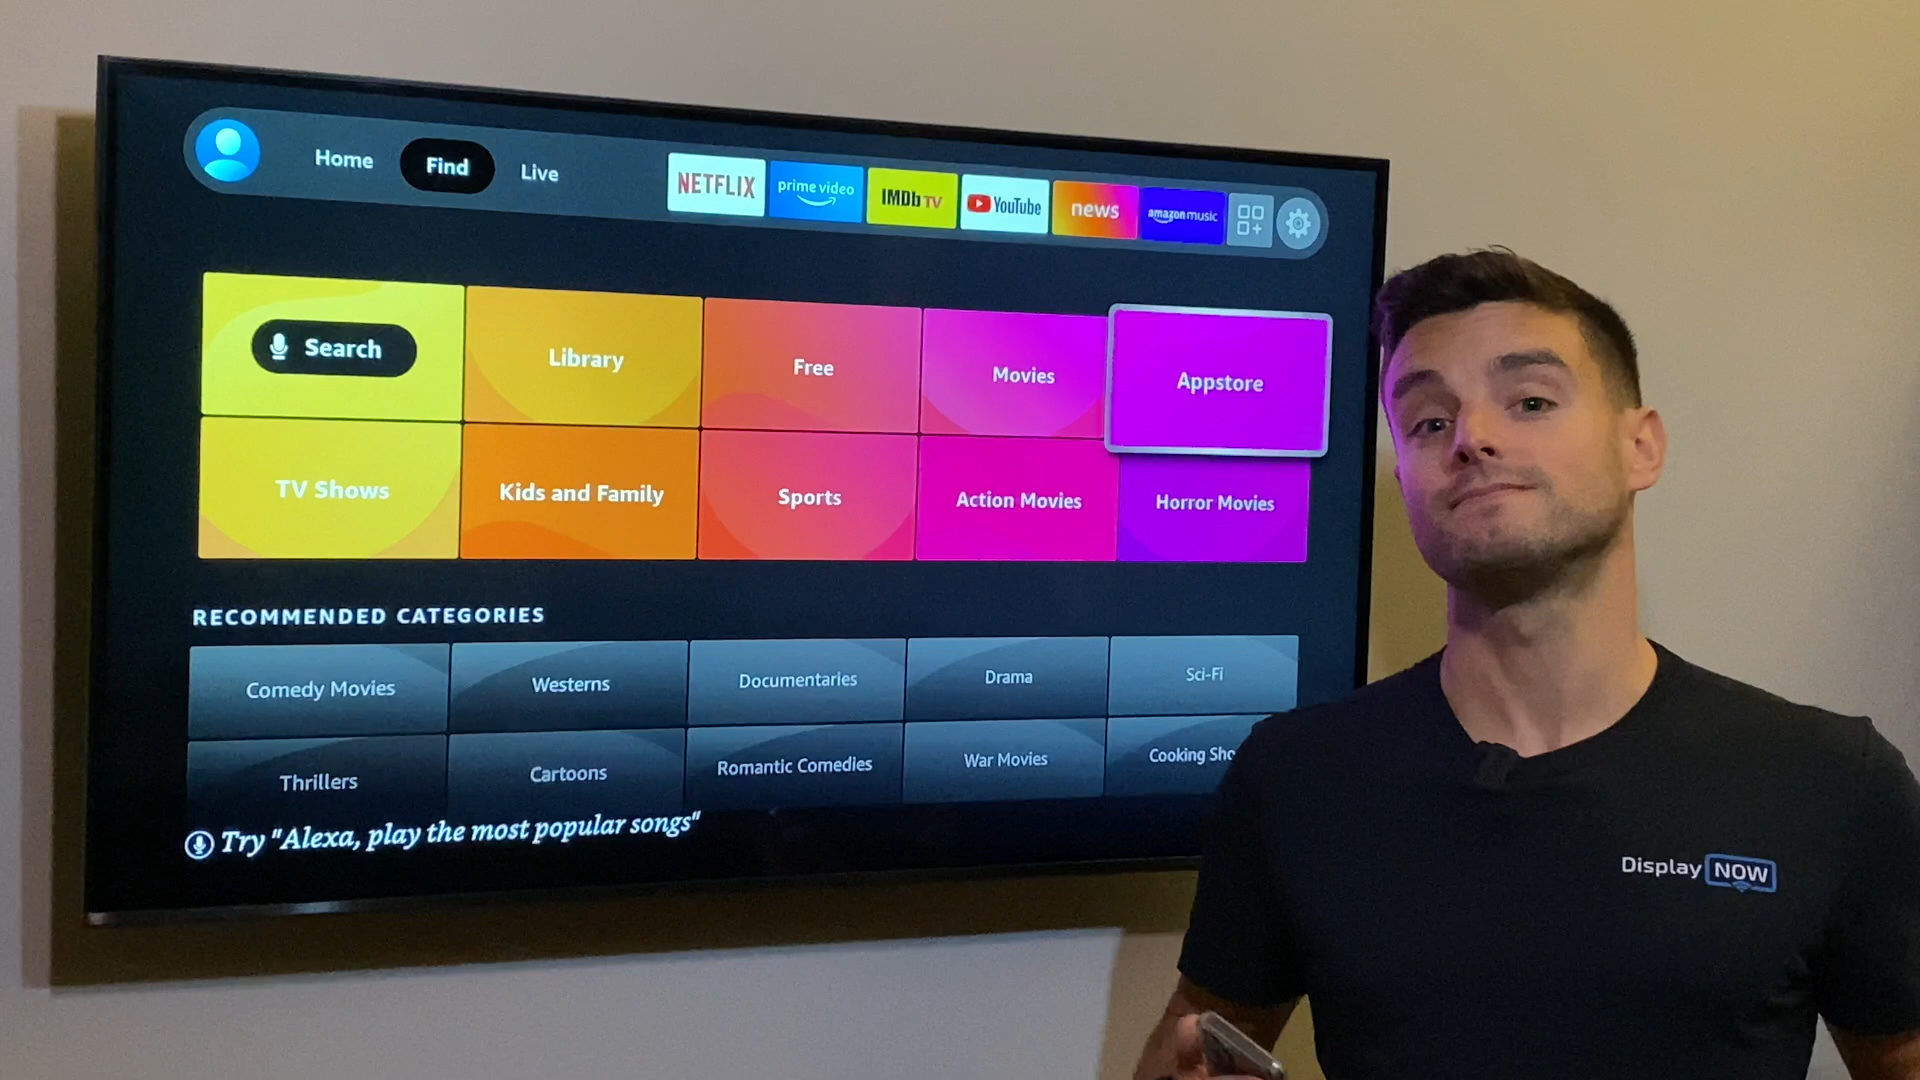 Home Find Live NETFLIX prime video IMDb TV YouTube news amazon music
Search Library Free Movies Appstore
TV Shows Kids and Family Sports Action Movies Horror Movies
RECOMMENDED CATEGORIES
Comedy Movies Westerns Documentaries Drama Sci-Fi
Thrillers Cartoons Romantic Comedies War Movies Cooking Sho
Try "Alexa, play the most popular songs"
Display NOW